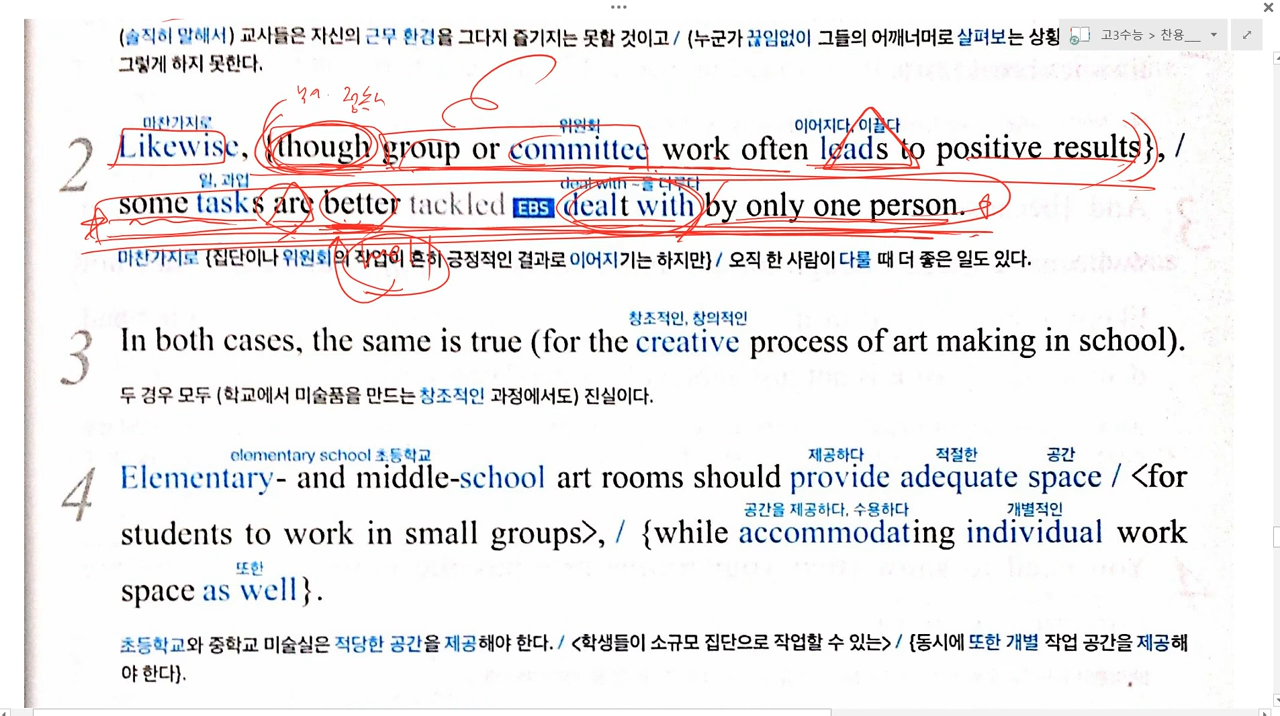 고3수능 > 찬용__
(솔직히 말해서) 교사들은 자신의 근무 환경을 그다지 즐기지는 못할 것이고 / (누군가 끊임없이 그들의 어깨너머로 살펴보는 상황
그렇게 하지 못한다.
마찬가지로 위원회 이어지다, 이끌다
2 Likewise, {though group or committee work often leads to positive results}, /
일, 과업 deal with ~을 다루다
some tasks are better tackled EBS dealt with by only one person.
마찬가지로 {집단이나 위원회의 작업이 흔히 긍정적인 결과로 이어지기는 하지만} / 오직 한 사람이 다룰 때 더 좋은 일도 있다.
창조적인, 창의적인
3 In both cases, the same is true (for the creative process of art making in school).
두 경우 모두 (학교에서 미술품을 만드는 창조적인 과정에서도) 진실이다.
elementary school 초등학교 제공하다 적절한 공간
4 Elementary- and middle-school art rooms should provide adequate space / <for
공간을 제공하다, 수용하다 개별적인
students to work in small groups>, / {while accommodating individual work
또한
space as well}.
초등학교와 중학교 미술실은 적당한 공간을 제공해야 한다. / <학생들이 소규모 집단으로 작업할 수 있는> / {동시에 또한 개별 작업 공간을 제공해
야 한다}.